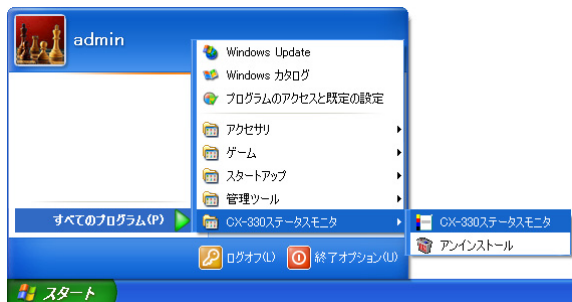 admin
Windows Update
Windows カタログ
プログラムのアクセスと既定の設定
アクセサリ
ゲーム
スタートアップ
管理ツール
すべてのプログラム(P)
CX-330ステータスモニタ
CX-330ステータスモニタ
アンインストール
ログオフ(L)
終了オプション(U)
スタート